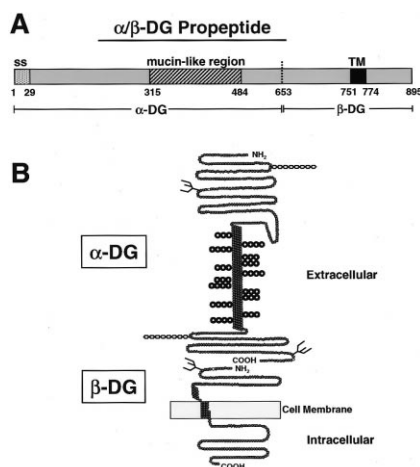 A
α/β-DG Propeptide
ss mucin-like region TM
1 29 315 484 653 751 774 895
α-DG β-DG
B
NH₂
α-DG
Extracellular
COOH
NH₂
β-DG
Cell Membrane
Intracellular
COOH